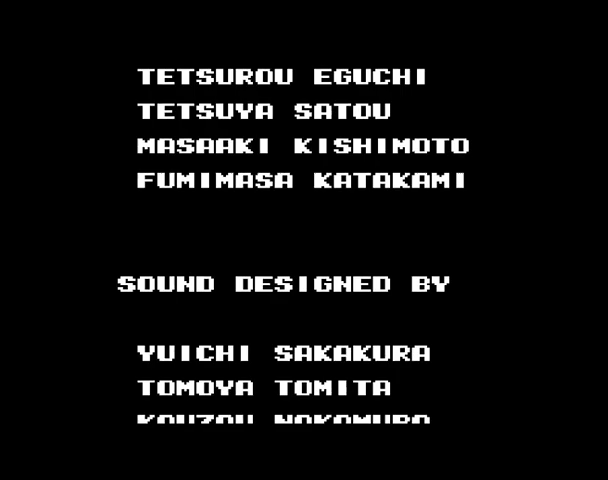 TETSUROU EGUCHI
TETSUYA SATOU
MASAAKI KISHIMOTO
FUMIMASA KATAKAMI
SOUND DESIGNED BY
YUICHI SAKAKURA
TOMOYA TOMITA